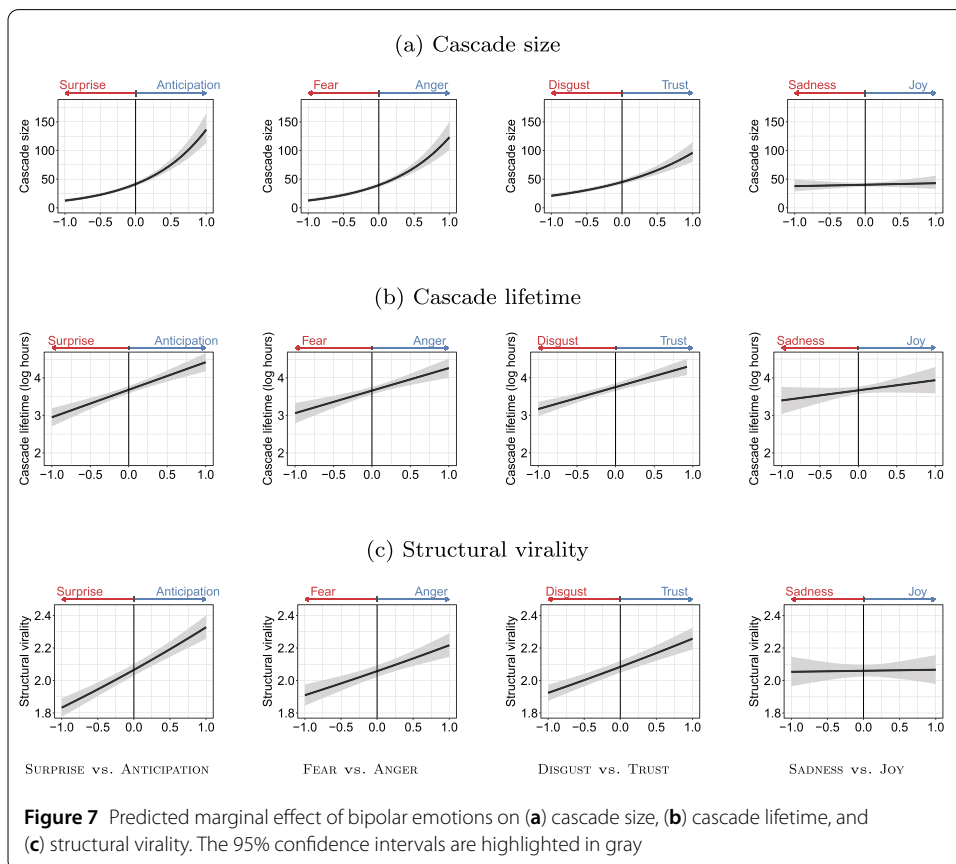 (a) Cascade size
Surprise Anticipation Fear Anger Disgust Trust Sadness Joy
Cascade size Cascade size Cascade size Cascade size
150 150 150 150
100 100 100 100
50 50 50 50
0 0 0 0
−1.0 −0.5 0.0 0.5 1.0 −1.0 −0.5 0.0 0.5 1.0 −1.0 −0.5 0.0 0.5 1.0 −1.0 −0.5 0.0 0.5 1.0
(b) Cascade lifetime
Surprise Anticipation Fear Anger Disgust Trust Sadness Joy
Cascade lifetime (log hours) Cascade lifetime (log hours) Cascade lifetime (log hours) Cascade lifetime (log hours)
4 4 4 4
3 3 3 3
2 2 2 2
−1.0 −0.5 0.0 0.5 1.0 −1.0 −0.5 0.0 0.5 1.0 −1.0 −0.5 0.0 0.5 1.0 −1.0 −0.5 0.0 0.5 1.0
(c) Structural virality
Surprise Anticipation Fear Anger Disgust Trust Sadness Joy
Structural virality Structural virality Structural virality Structural virality
2.4 2.4 2.4 2.4
2.2 2.2 2.2 2.2
2.0 2.0 2.0 2.0
1.8 1.8 1.8 1.8
−1.0 −0.5 0.0 0.5 1.0 −1.0 −0.5 0.0 0.5 1.0 −1.0 −0.5 0.0 0.5 1.0 −1.0 −0.5 0.0 0.5 1.0
SURPRISE vs. ANTICIPATION FEAR vs. ANGER DISGUST vs. TRUST SADNESS vs. JOY
Figure 7 Predicted marginal effect of bipolar emotions on (a) cascade size, (b) cascade lifetime, and
(c) structural virality. The 95% confidence intervals are highlighted in gray